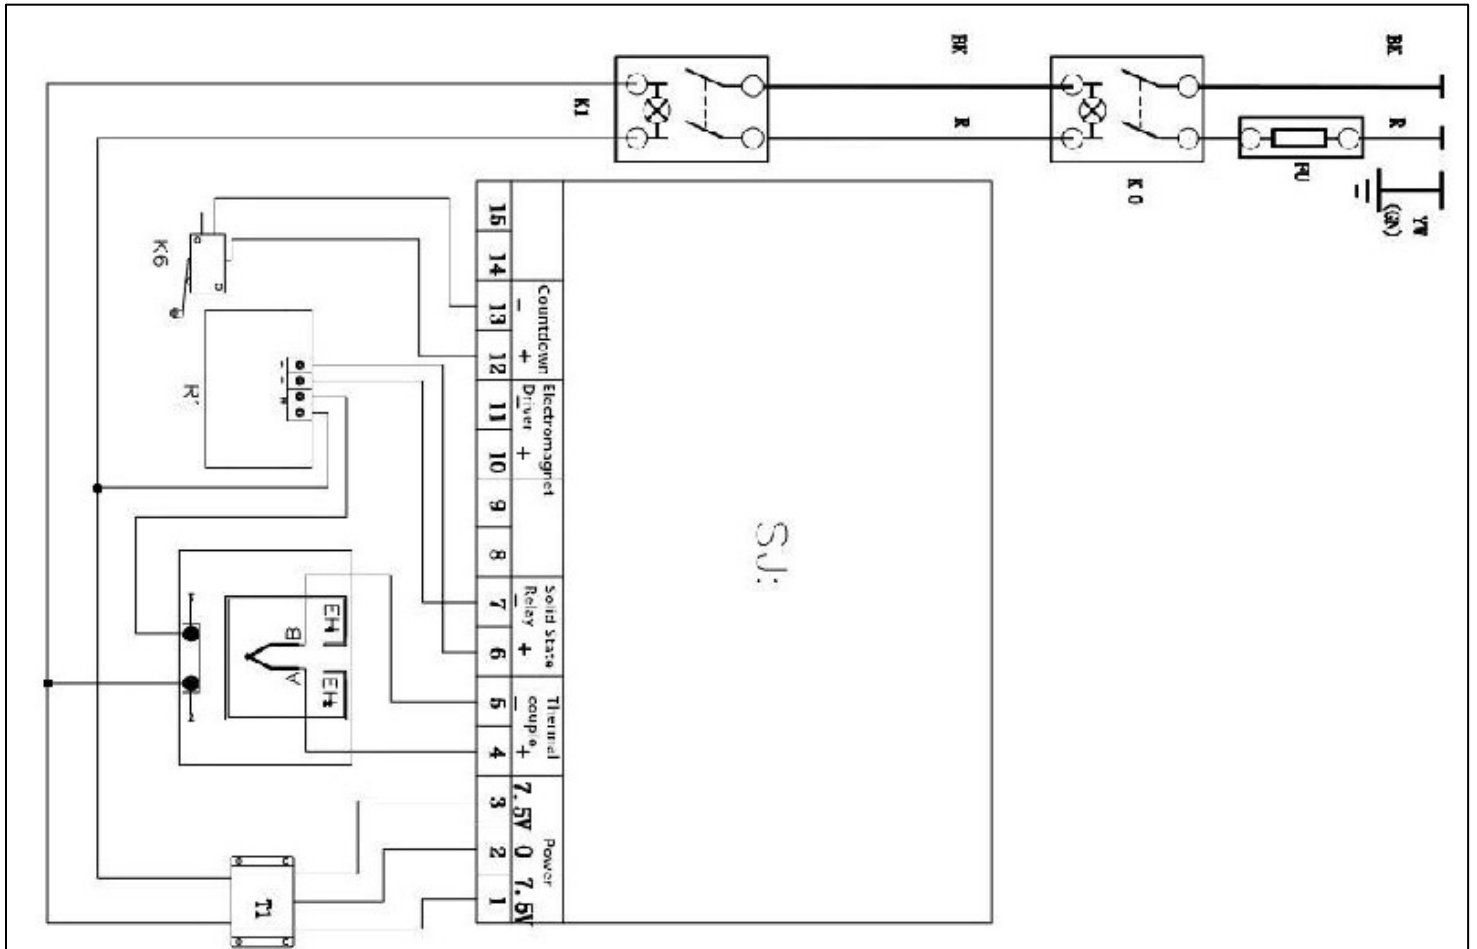 BK
BK
K1
R
R
K0
FU
YW
(GN)
15
14
13
12
11
10
9
8
7
6
5
4
3
2
1
Countdown
− +
Electromagnet
Driver
− +
Solid State
Relay
− +
Thermal
couple
− +
Power
7.5V 0 7.5V
SJ:
K6
EH
EH
B
A
1
2
T1